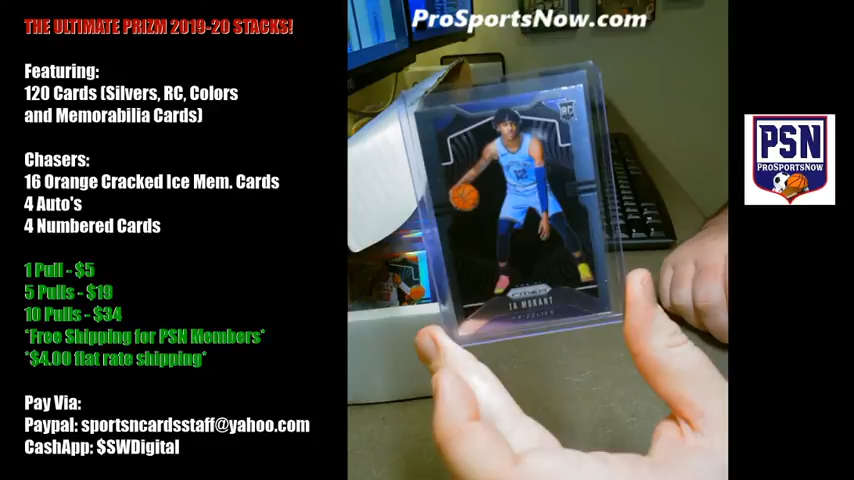 THE ULTIMATE PRIZM 2019-20 STACKS!
Featuring:
120 Cards (Silvers, RC, Colors
and Memorabilia Cards)
Chasers:
16 Orange Cracked Ice Mem. Cards
4 Auto's
4 Numbered Cards
1 Pull - $5
5 Pulls - $19
10 Pulls - $34
*Free Shipping for PSN Members*
*$4.00 flat rate shipping*
Pay Via:
Paypal: sportsncardsstaff@yahoo.com
CashApp: $SWDigital
ProSportsNow.com
RC
12
PRIZM
JA MORANT
GRIZZLIES
PSN
PROSPORTSNOW